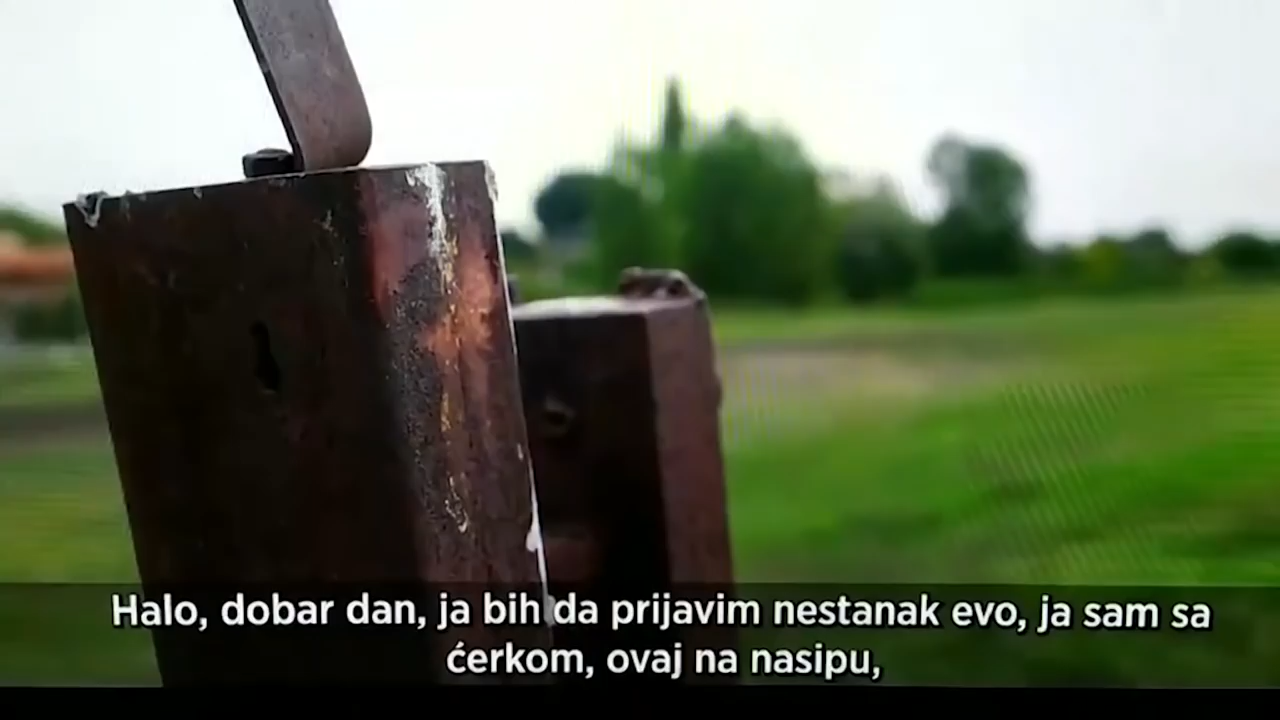 Halo, dobar dan, ja bih da prijavim nestanak evo, ja sam sa
ćerkom, ovaj na nasipu,